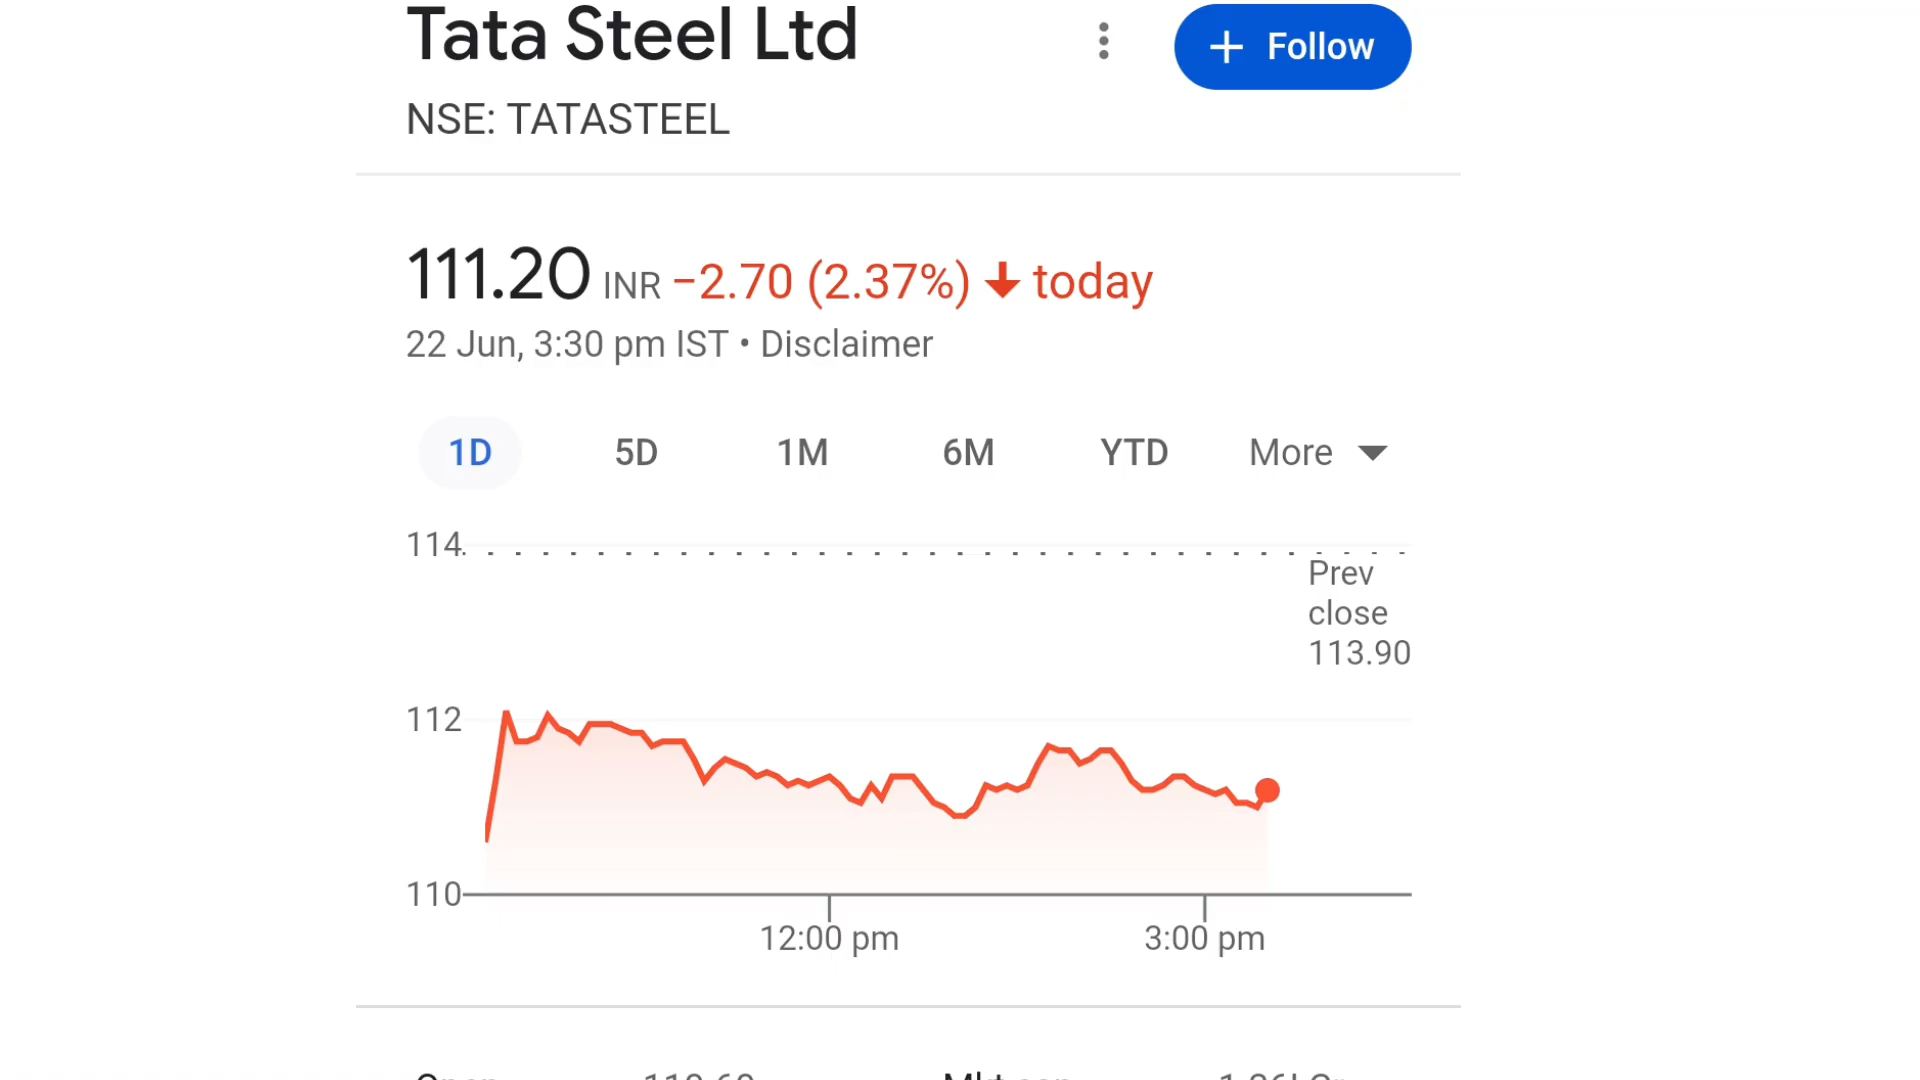 Tata Steel Ltd
+ Follow
NSE: TATASTEEL
111.20 INR −2.70 (2.37%) ↓ today
22 Jun, 3:30 pm IST • Disclaimer
1D 5D 1M 6M YTD More
114
Prev
close
113.90
112
110
12:00 pm 3:00 pm